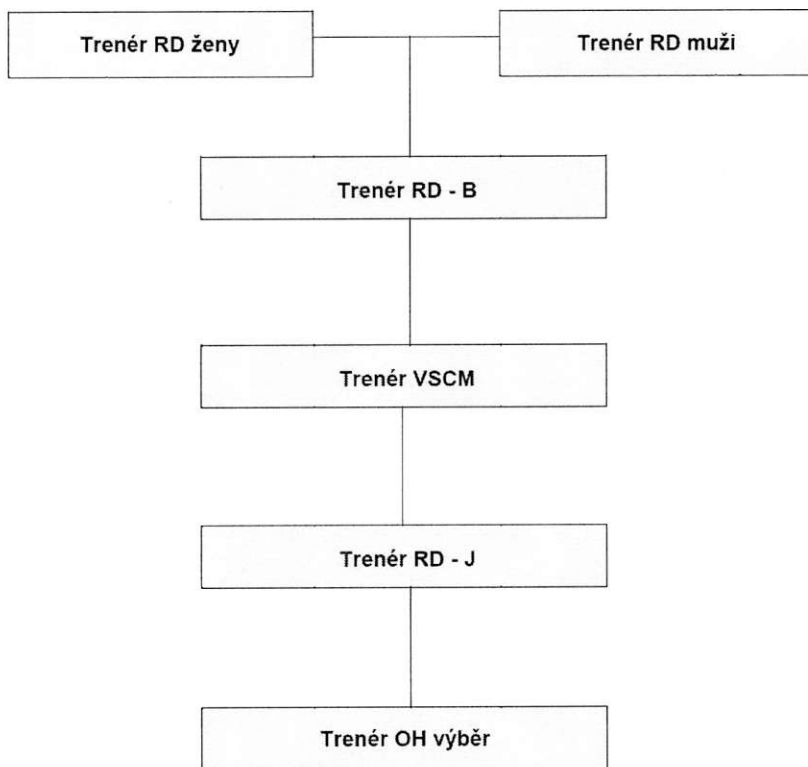 Trenér RD ženy
Trenér RD muži
Trenér RD - B
Trenér VSCM
Trenér RD - J
Trenér OH výběr